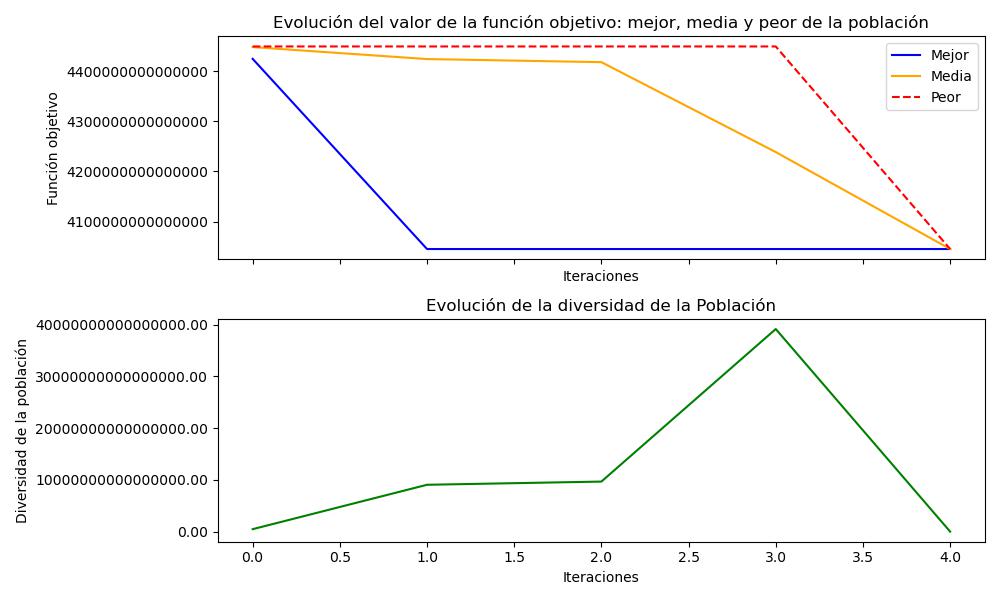 Evolución del valor de la función objetivo: mejor, media y peor de la población
Mejor
Media
Peor
4400000000000000
4300000000000000
4200000000000000
4100000000000000
Función objetivo
Iteraciones
Evolución de la diversidad de la Población
40000000000000000.00
30000000000000000.00
20000000000000000.00
10000000000000000.00
0.00
Diversidad de la población
0.0 0.5 1.0 1.5 2.0 2.5 3.0 3.5 4.0
Iteraciones